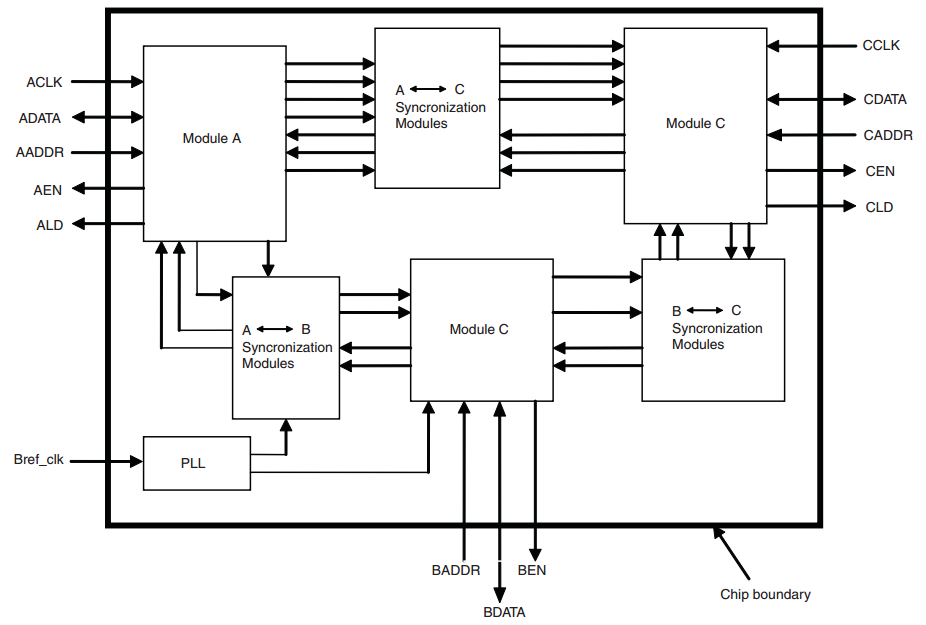 ACLK
ADATA
AADDR
AEN
ALD
Module A
A C
Syncronization
Modules
Module C
CCLK
CDATA
CADDR
CEN
CLD
A B
Syncronization
Modules
Module C
B C
Syncronization
Modules
Bref_clk
PLL
BADDR
BEN
BDATA
Chip boundary